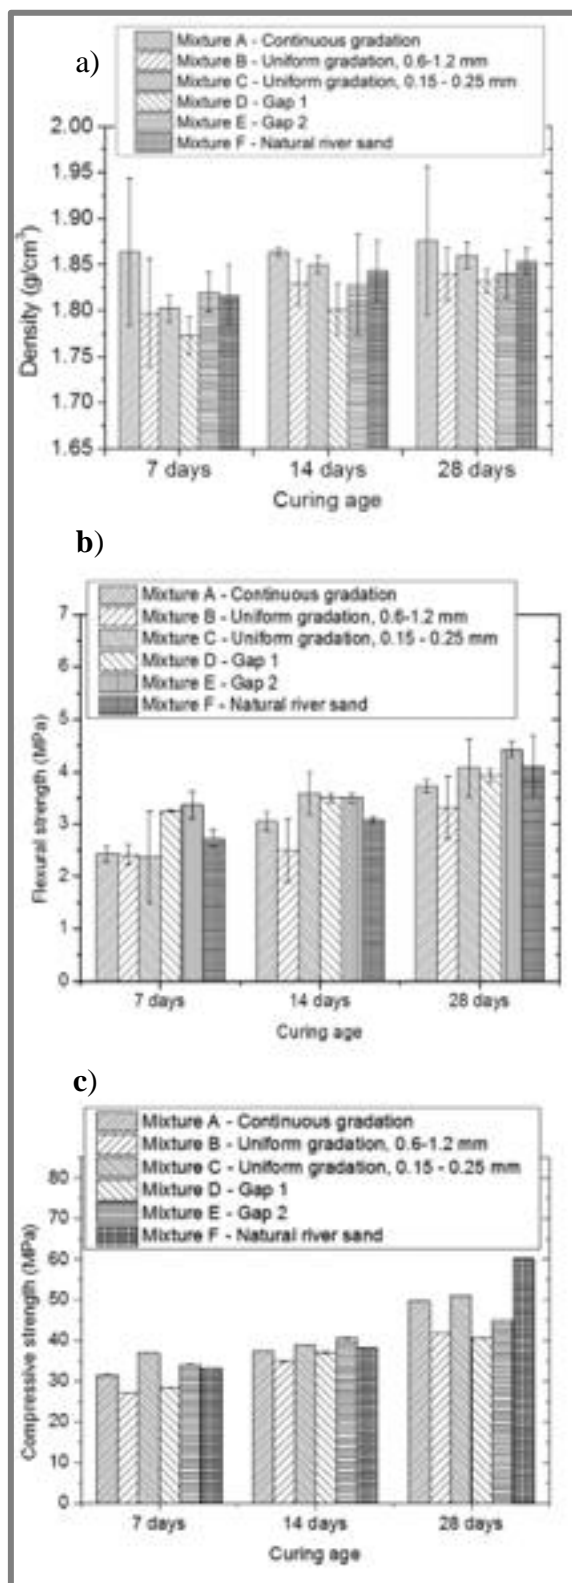 a)
Mixture A - Continuous gradation
Mixture B - Uniform gradation, 0.6-1.2 mm
Mixture C - Uniform gradation, 0.15 - 0.25 mm
Mixture D - Gap 1
Mixture E - Gap 2
Mixture F - Natural river sand
2.00
1.95
1.90
1.85
1.80
1.75
1.70
1.65
Density (g/cm³)
7 days 14 days 28 days
Curing age
b)
Mixture A - Continuous gradation
Mixture B - Uniform gradation, 0.6-1.2 mm
Mixture C - Uniform gradation, 0.15 - 0.25 mm
Mixture D - Gap 1
Mixture E - Gap 2
Mixture F - Natural river sand
7
6
5
4
3
2
1
0
Flexural strength (MPa)
7 days 14 days 28 days
Curing age
c)
Mixture A - Continuous gradation
Mixture B - Uniform gradation, 0.6-1.2 mm
Mixture C - Uniform gradation, 0.15 - 0.25 mm
Mixture D - Gap 1
Mixture E - Gap 2
Mixture F - Natural river sand
80
70
60
50
40
30
20
10
0
Compressive strength (MPa)
7 days 14 days 28 days
Curing age